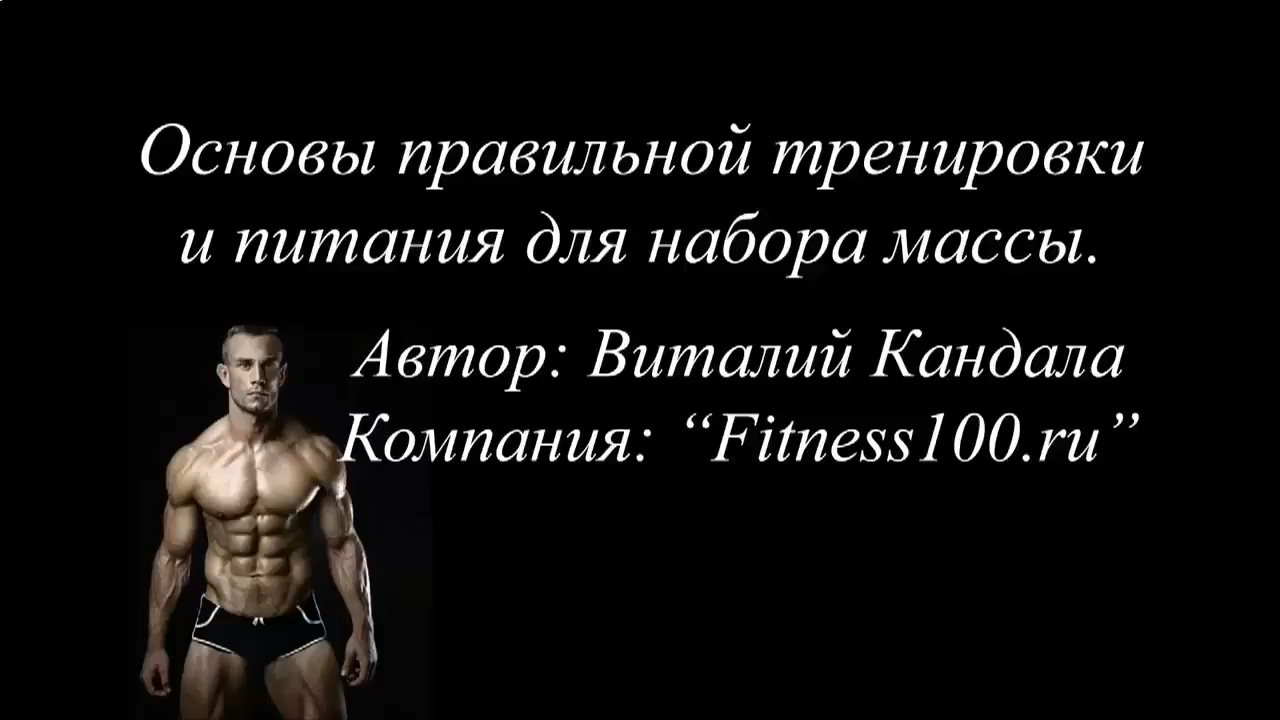 Основы правильной тренировки
и питания для набора массы.
Автор: Виталий Кандала
Компания: “Fitness100.ru”